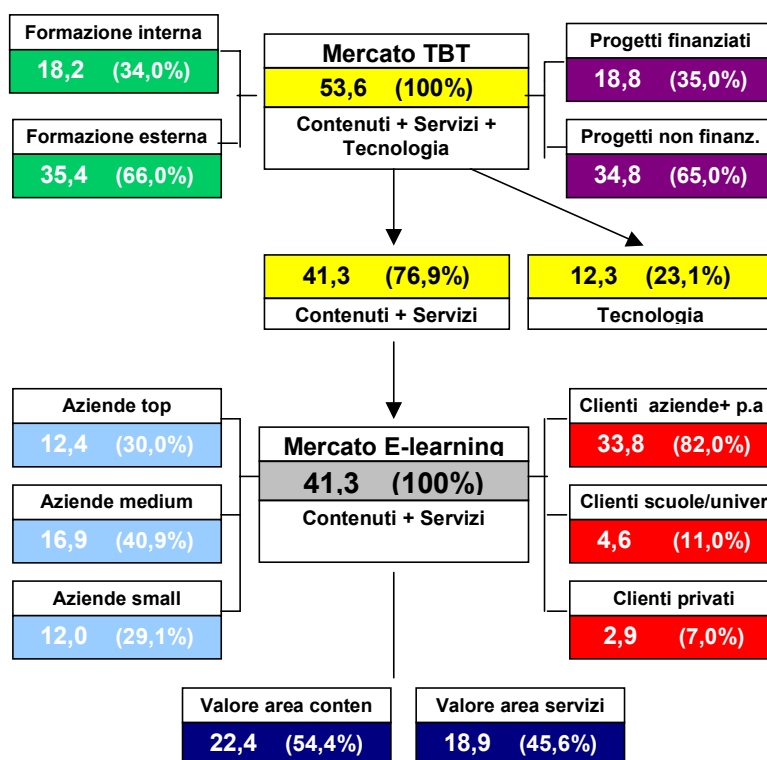 Formazione interna
18,2 (34,0%)
Formazione esterna
35,4 (66,0%)
Mercato TBT
53,6 (100%)
Contenuti + Servizi +
Tecnologia
Progetti finanziati
18,8 (35,0%)
Progetti non finanz.
34,8 (65,0%)
41,3 (76,9%)
Contenuti + Servizi
12,3 (23,1%)
Tecnologia
Aziende top
12,4 (30,0%)
Aziende medium
16,9 (40,9%)
Aziende small
12,0 (29,1%)
Mercato E-learning
41,3 (100%)
Contenuti + Servizi
Clienti aziende+ p.a
33,8 (82,0%)
Clienti scuole/univer
4,6 (11,0%)
Clienti privati
2,9 (7,0%)
Valore area conten
22,4 (54,4%)
Valore area servizi
18,9 (45,6%)